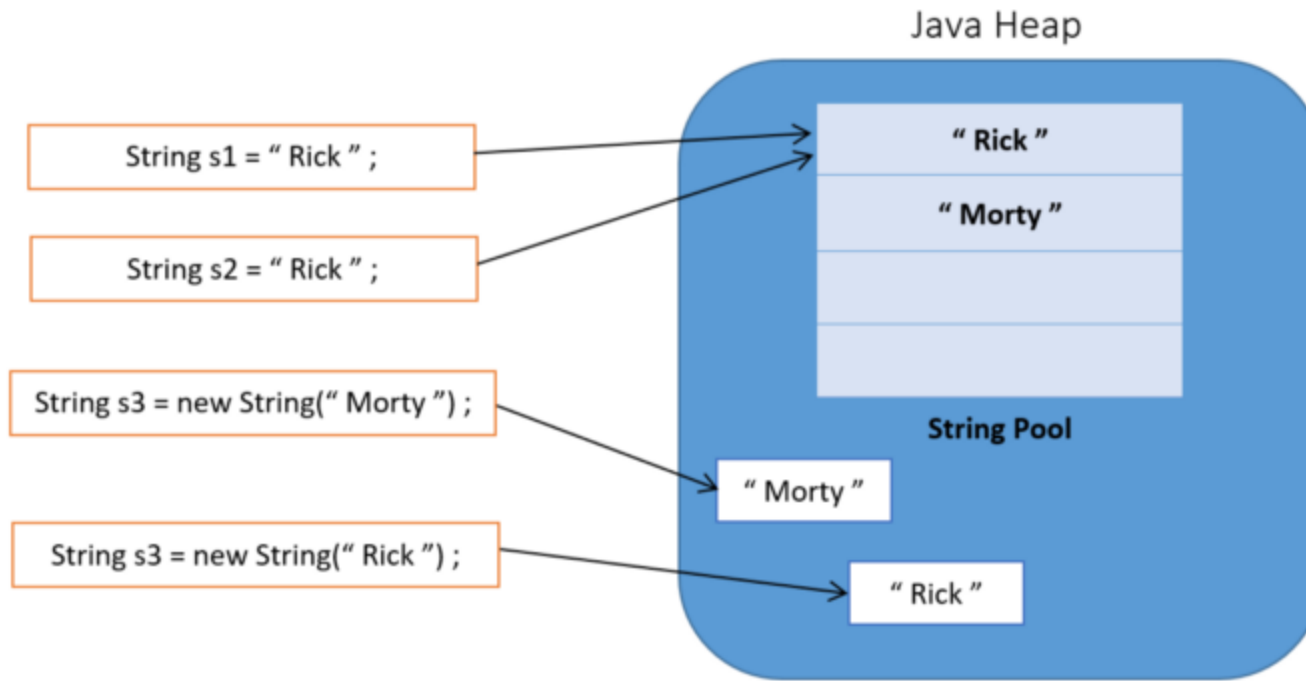 Java Heap
String s1 = “ Rick ” ;
“ Rick ”
“ Morty ”
String s2 = “ Rick ” ;
String s3 = new String(“ Morty ”) ;
String Pool
“ Morty ”
String s3 = new String(“ Rick ”) ;
“ Rick ”